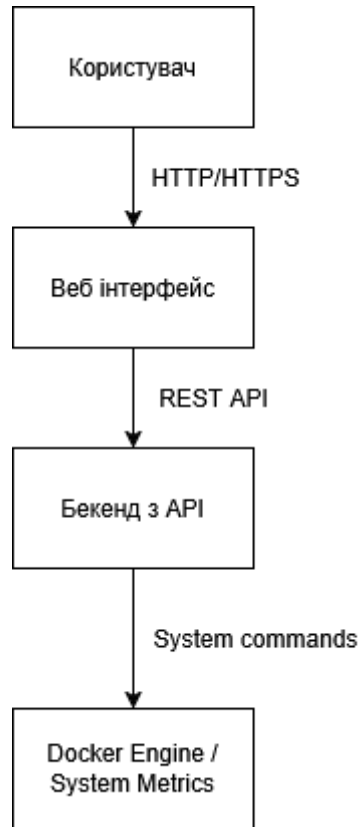 Користувач
HTTP/HTTPS
Веб інтерфейс
REST API
Бекенд з API
System commands
Docker Engine /
System Metrics